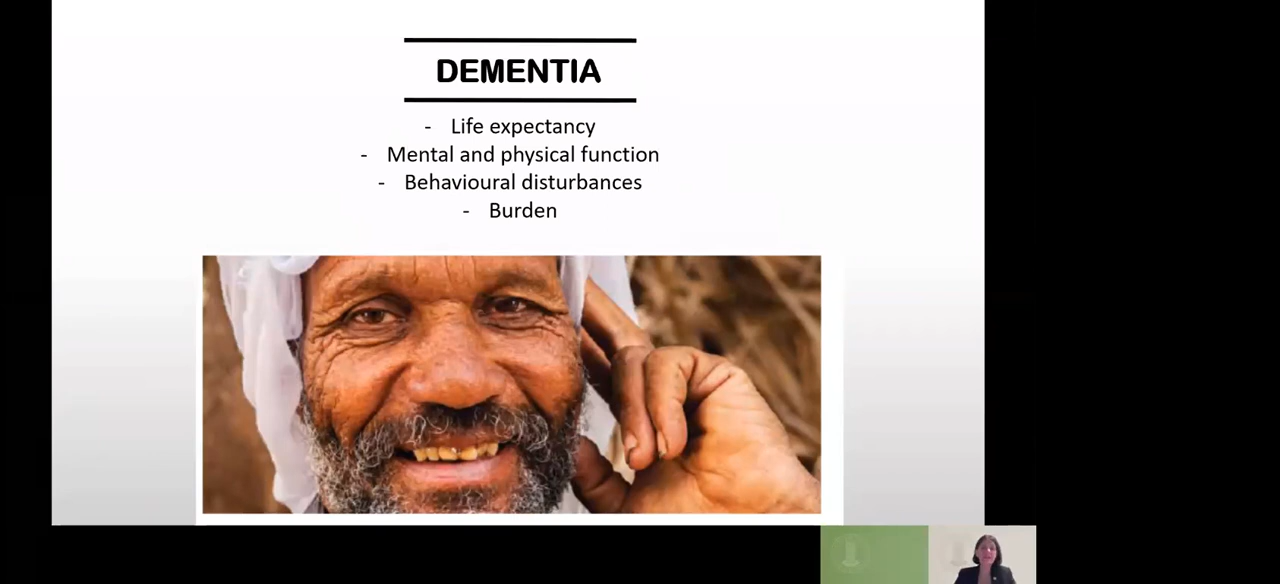 DEMENTIA
- Life expectancy
- Mental and physical function
- Behavioural disturbances
- Burden